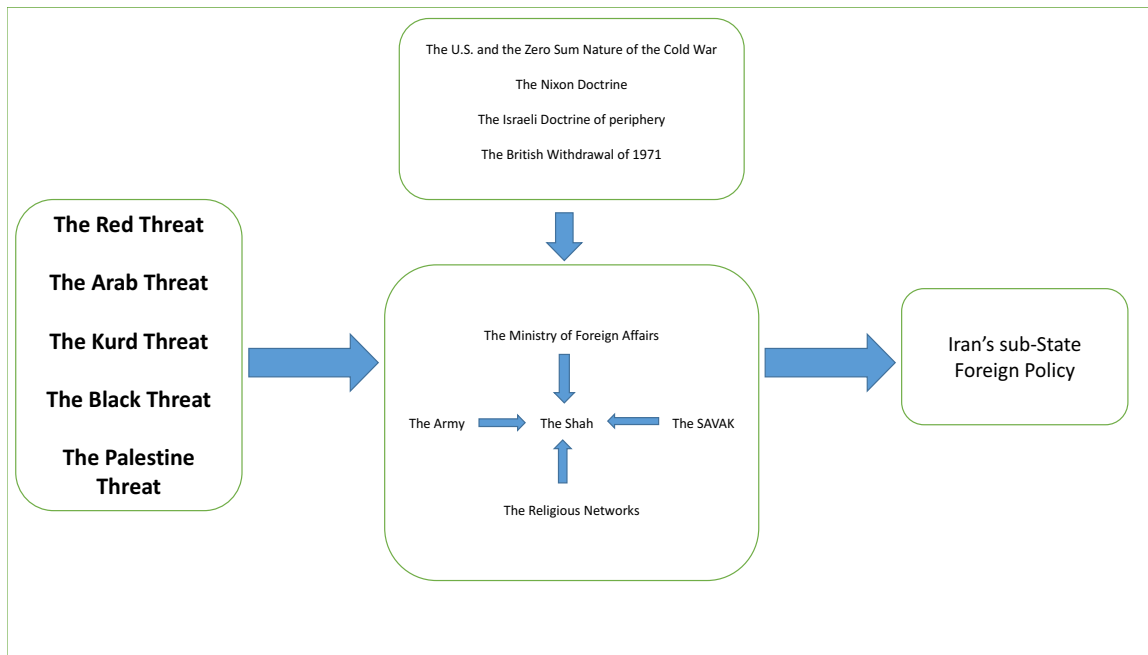 The U.S. and the Zero Sum Nature of the Cold War
The Nixon Doctrine
The Israeli Doctrine of periphery
The British Withdrawal of 1971
The Red Threat
The Arab Threat
The Kurd Threat
The Black Threat
The Palestine
Threat
The Ministry of Foreign Affairs
The Army
The Shah
The SAVAK
The Religious Networks
Iran’s sub-State
Foreign Policy